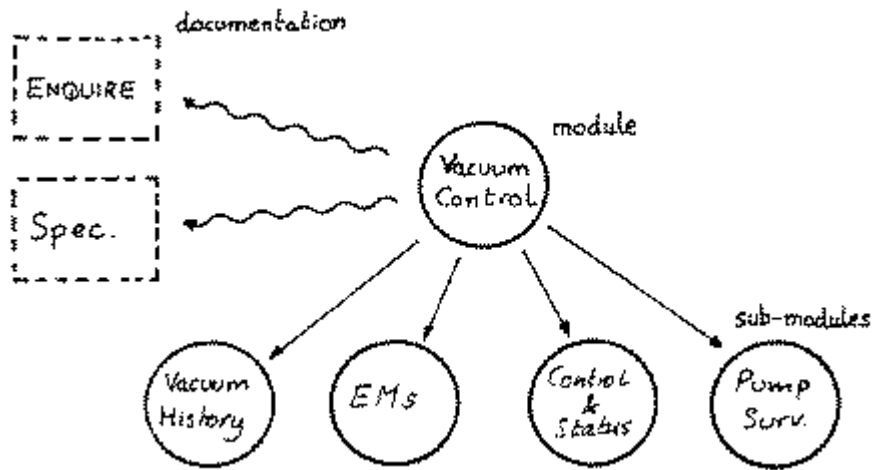 documentation
ENQUIRE
module
Vacuum
Control
Spec.
sub-modules
Vacuum
History
EMs
Control
&
Status
Pump
Surv.